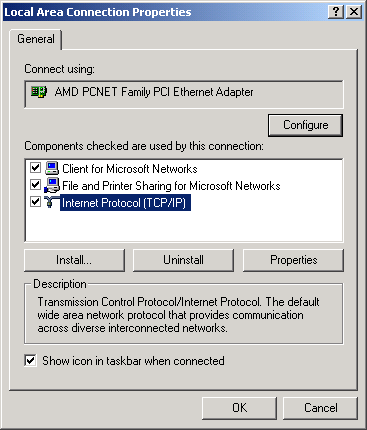 Local Area Connection Properties
General
Connect using:
AMD PCNET Family PCI Ethernet Adapter
Configure
Components checked are used by this connection:
Client for Microsoft Networks
File and Printer Sharing for Microsoft Networks
Internet Protocol (TCP/IP)
Install...
Uninstall
Properties
Description
Transmission Control Protocol/Internet Protocol. The default
wide area network protocol that provides communication
across diverse interconnected networks.
Show icon in taskbar when connected
OK
Cancel